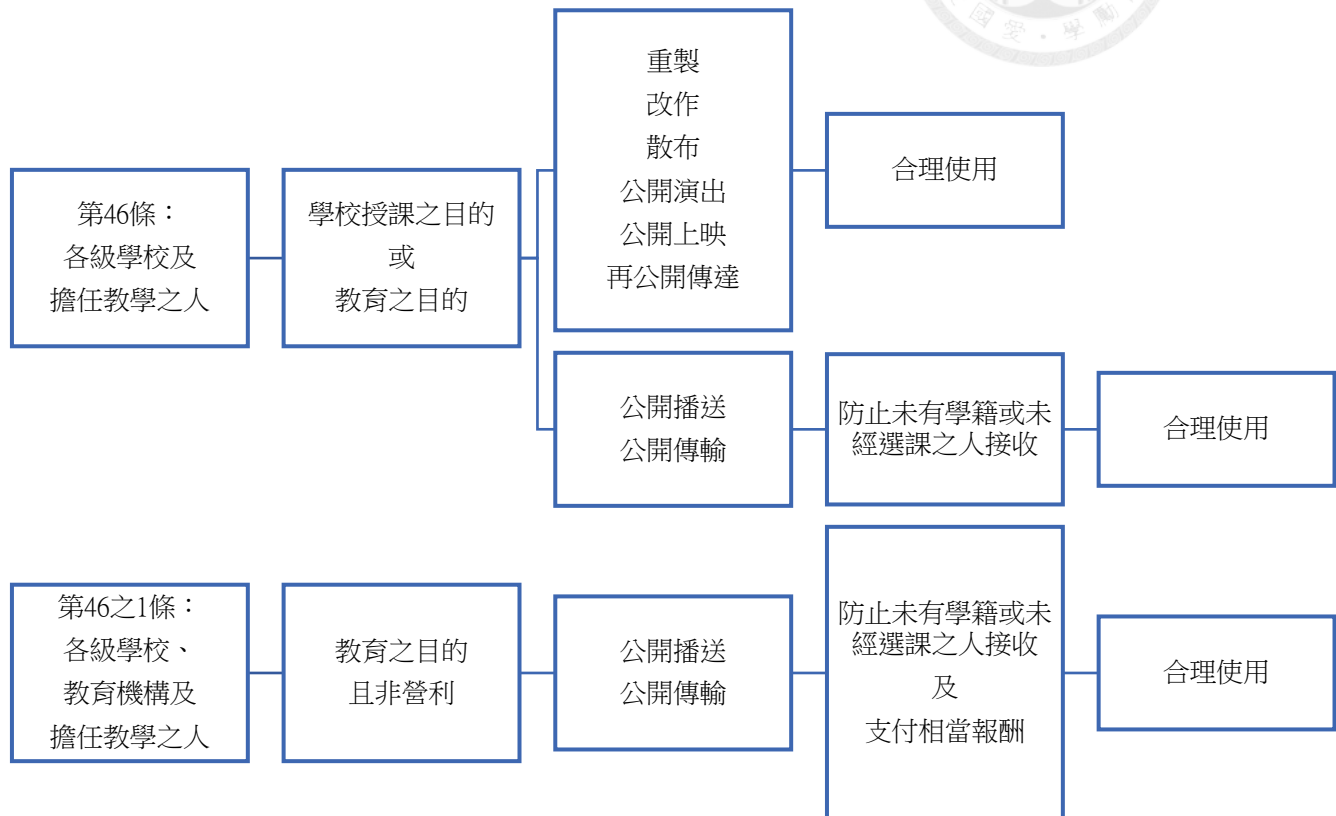 國愛.學勵
第46條：
各級學校及
擔任教學之人
學校授課之目的
或
教育之目的
重製
改作
散布
公開演出
公開上映
再公開傳達
合理使用
公開播送
公開傳輸
防止未有學籍或未
經選課之人接收
合理使用
第46之1條：
各級學校、
教育機構及
擔任教學之人
教育之目的
且非營利
公開播送
公開傳輸
防止未有學籍或未
經選課之人接收
及
支付相當報酬
合理使用